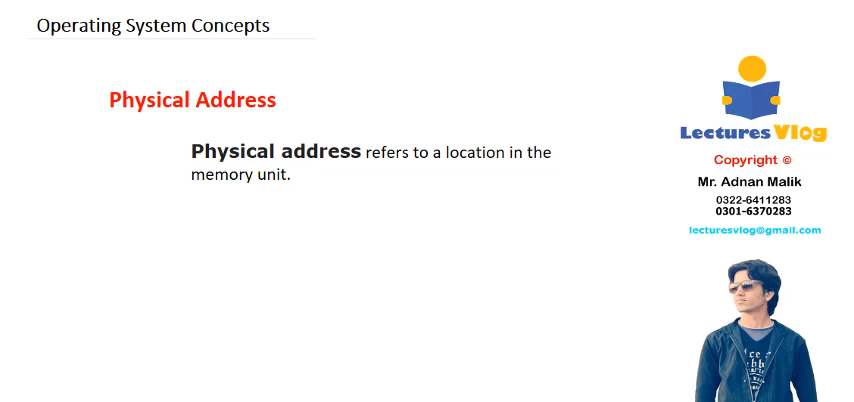 Operating System Concepts
Physical Address
Physical address refers to a location in the
memory unit.
Lectures Vlog
Copyright ©
Mr. Adnan Malik
0322-6411283
0301-6370283
lecturesvlog@gmail.com